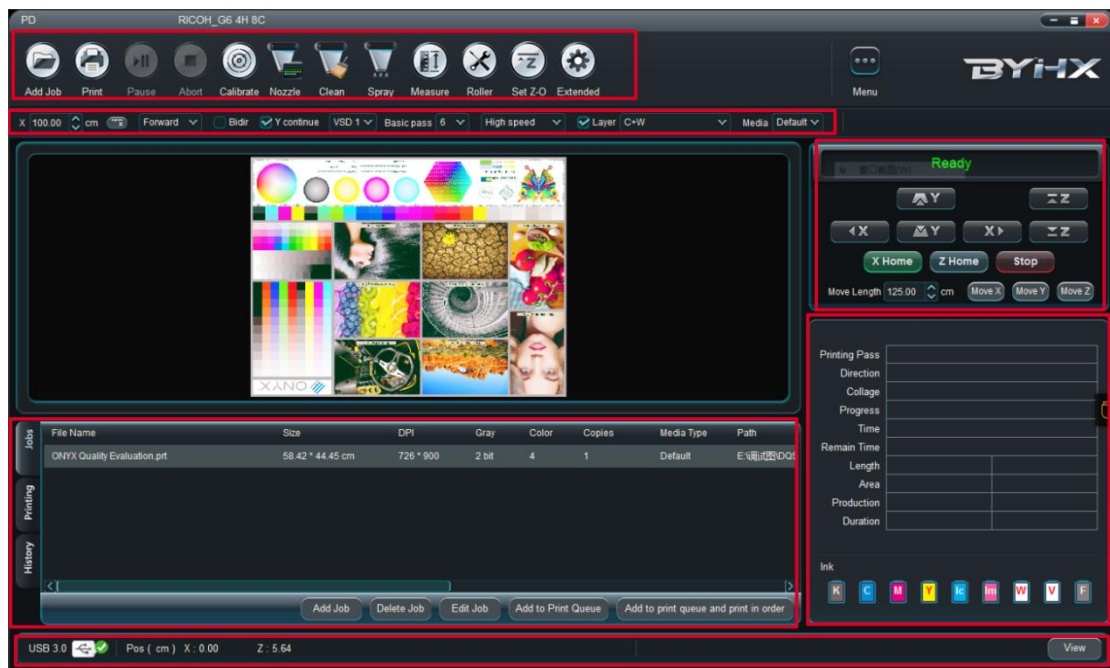 PD RICOH_G6 4H 8C
Add Job Print Pause Abort Calibrate Nozzle Clean Spray Measure Roller Set Z-O Extended
Menu
BYHX
X 100.00 cm Forward Bidir Y continue VSD 1 Basic pass 6 High speed Layer C+W Media Default
Ready
Y Z
X Y X Z
X Home Z Home Stop
Move Length 125.00 cm Move X Move Y Move Z
ONYX
Printing Pass
Direction
Collage
Progress
Time
Remain Time
Length
Area
Production
Duration
Ink
K C M Y lc lm W V F
Jobs
Printing
History
File Name Size DPI Gray Color Copies Media Type Path
ONYX Quality Evaluation.prt 58.42 * 44.45 cm 726 * 900 2 bit 4 1 Default E:\调试图\DQS
Add Job Delete Job Edit Job Add to Print Queue Add to print queue and print in order
USB 3.0 Pos ( cm ) X : 0.00 Z : 5.64 View